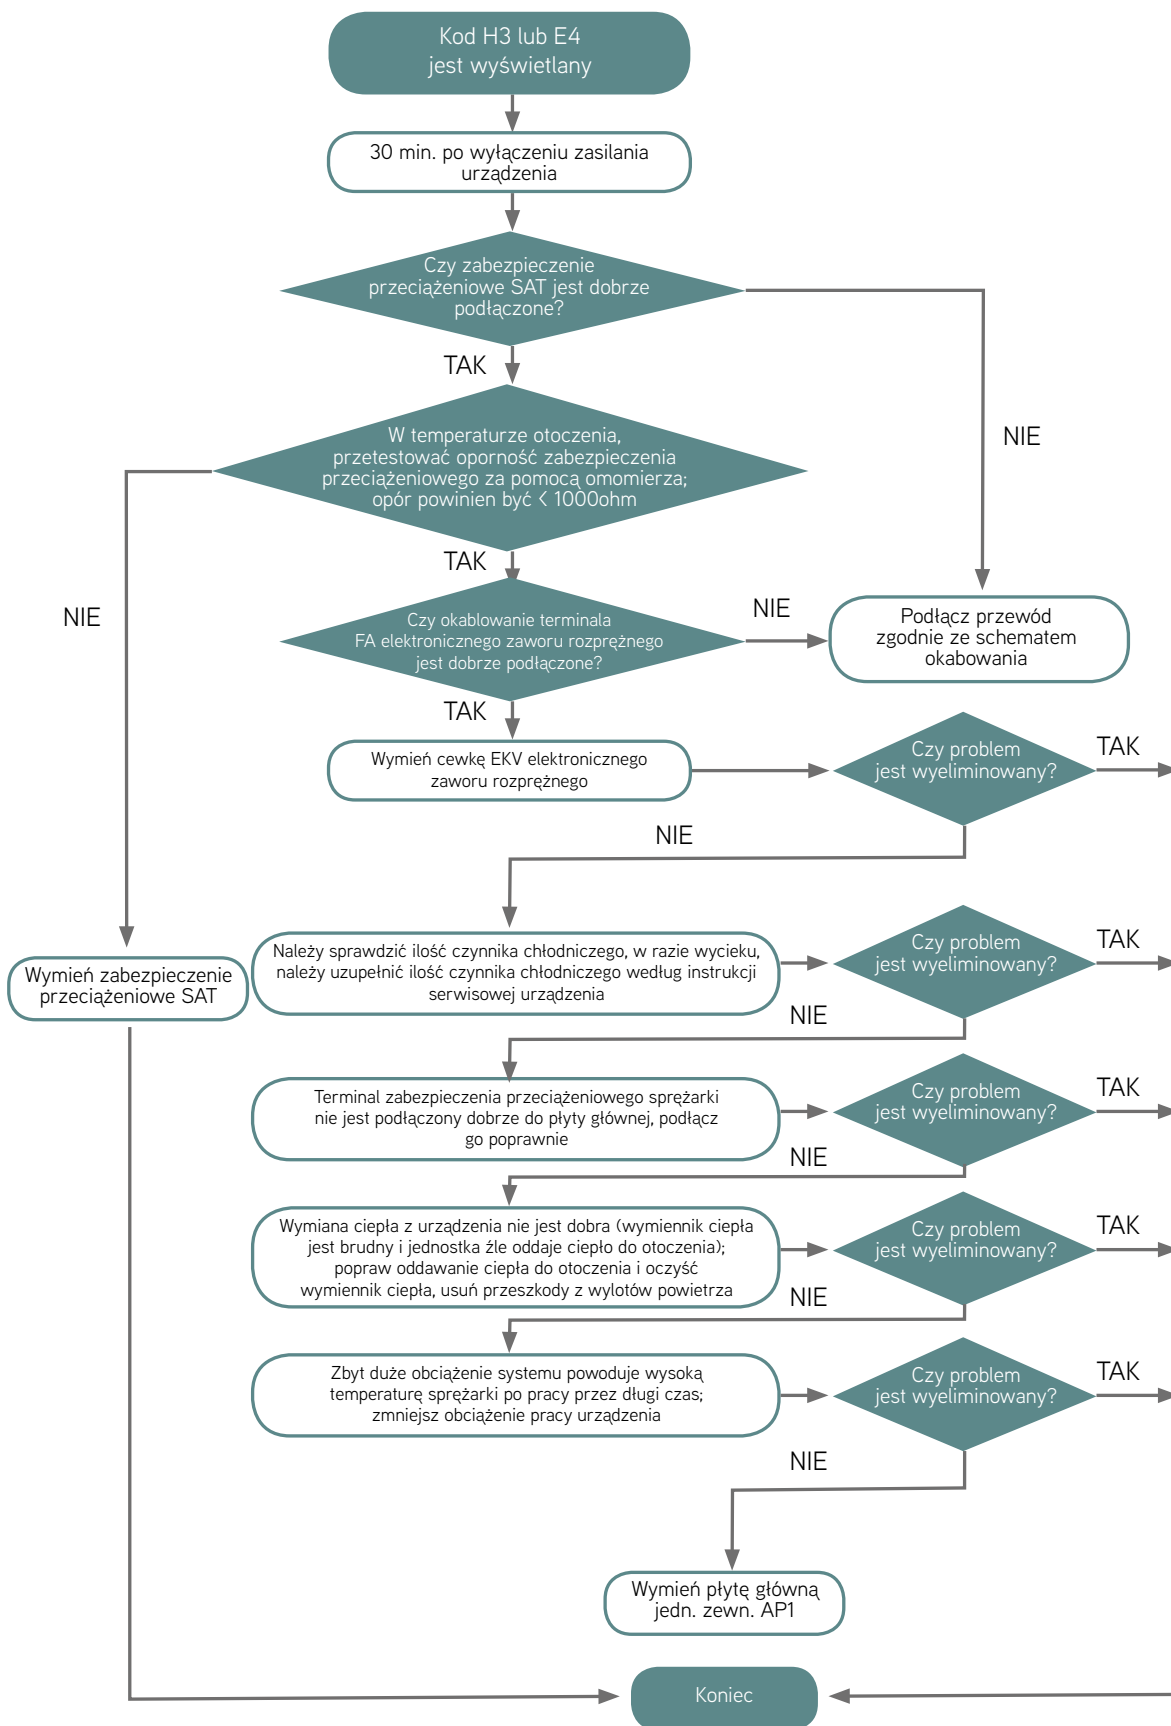 Kod H3 lub E4
jest wyświetlany
30 min. po wyłączeniu zasilania
urządzenia
Czy zabezpieczenie
przeciążeniowe SAT jest dobrze
podłączone?
TAK
NIE
W temperaturze otoczenia,
przetestować oporność zabezpieczenia
przeciążeniowego za pomocą omomierza;
opór powinien być < 1000ohm
TAK
NIE
Czy okablowanie terminala
FA elektronicznego zaworu rozprężnego
jest dobrze podłączone?
NIE
Podłącz przewód
zgodnie ze schematem
okabowania
TAK
Wymień cewkę EKV elektronicznego
zaworu rozprężnego
Czy problem
jest wyeliminowany?
TAK
NIE
Należy sprawdzić ilość czynnika chłodniczego, w razie wycieku,
należy uzupełnić ilość czynnika chłodniczego według instrukcji
serwisowej urządzenia
Czy problem
jest wyeliminowany?
TAK
Wymień zabezpieczenie
przeciążeniowe SAT
NIE
Terminal zabezpieczenia przeciążeniowego sprężarki
nie jest podłączony dobrze do płyty głównej, podłącz
go poprawnie
Czy problem
jest wyeliminowany?
TAK
NIE
Wymiana ciepła z urządzenia nie jest dobra (wymiennik ciepła
jest brudny i jednostka źle oddaje ciepło do otoczenia);
popraw oddawanie ciepła do otoczenia i oczyść
wymiennik ciepła, usuń przeszkody z wylotów powietrza
Czy problem
jest wyeliminowany?
TAK
NIE
Zbyt duże obciążenie systemu powoduje wysoką
temperaturę sprężarki po pracy przez długi czas;
zmniejsz obciążenie pracy urządzenia
Czy problem
jest wyeliminowany?
TAK
NIE
Wymień płytę główną
jedn. zewn. AP1
Koniec